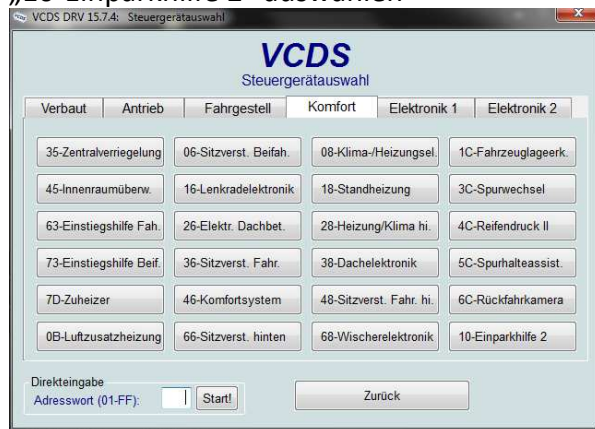 „10-Einparkhilfe 2“ auswählen
VCDS DRV 15.7.4: Steuergerätauswahl
VCDS
Steuergerätauswahl
Verbaut Antrieb Fahrgestell Komfort Elektronik 1 Elektronik 2
35-Zentralverriegelung 06-Sitzverst. Beifah. 08-Klima-/Heizungsel. 1C-Fahrzeuglageerk.
45-Innenraumüberw. 16-Lenkradelektronik 18-Standheizung 3C-Spurwechsel
63-Einstiegshilfe Fah. 26-Elektr. Dachbet. 28-Heizung/Klima hi. 4C-Reifendruck II
73-Einstiegshilfe Beif. 36-Sitzverst. Fahr. 38-Dachelektronik 5C-Spurhalteassist.
7D-Zuheizer 46-Komfortsystem 48-Sitzverst. Fahr. hi. 6C-Rückfahrkamera
0B-Luftzusatzheizung 66-Sitzverst. hinten 68-Wischerelektronik 10-Einparkhilfe 2
Direkteingabe
Adresswort (01-FF): Start! Zurück